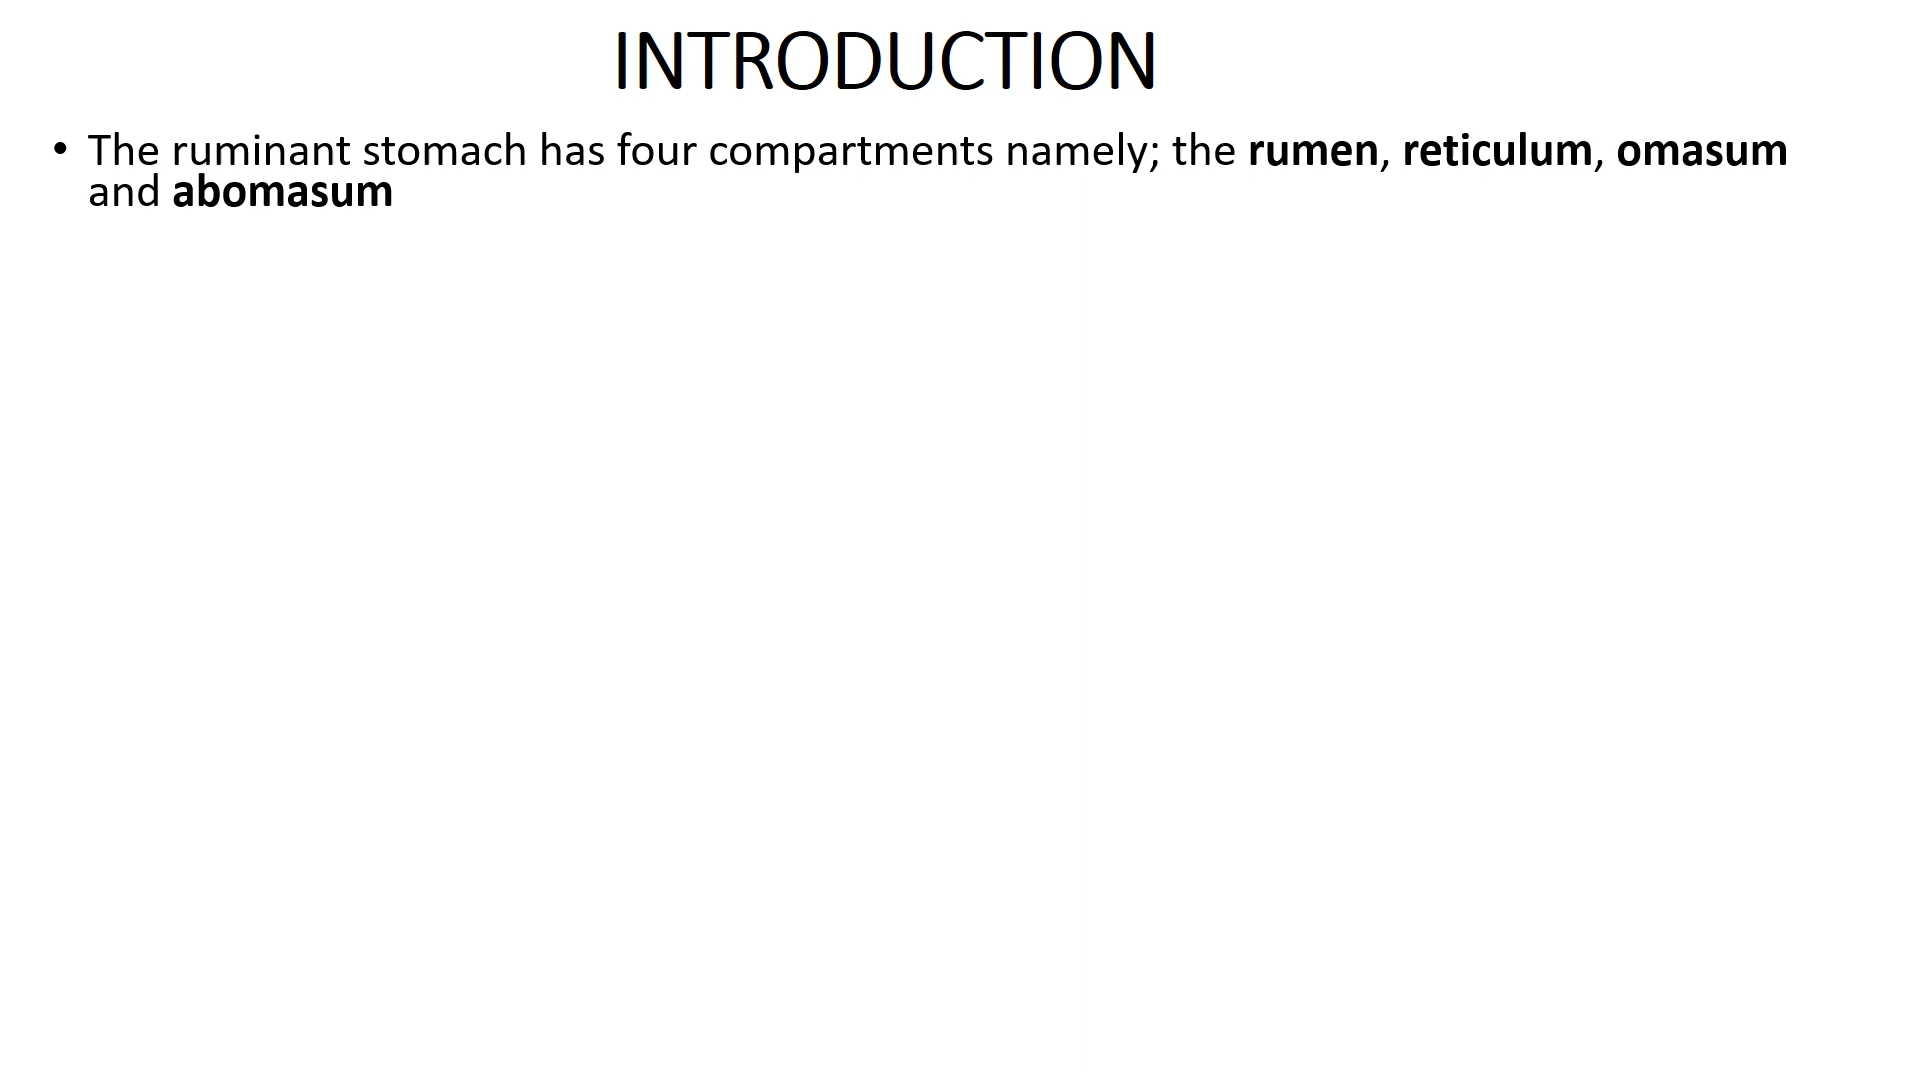 INTRODUCTION
• The ruminant stomach has four compartments namely; the rumen, reticulum, omasum
and abomasum